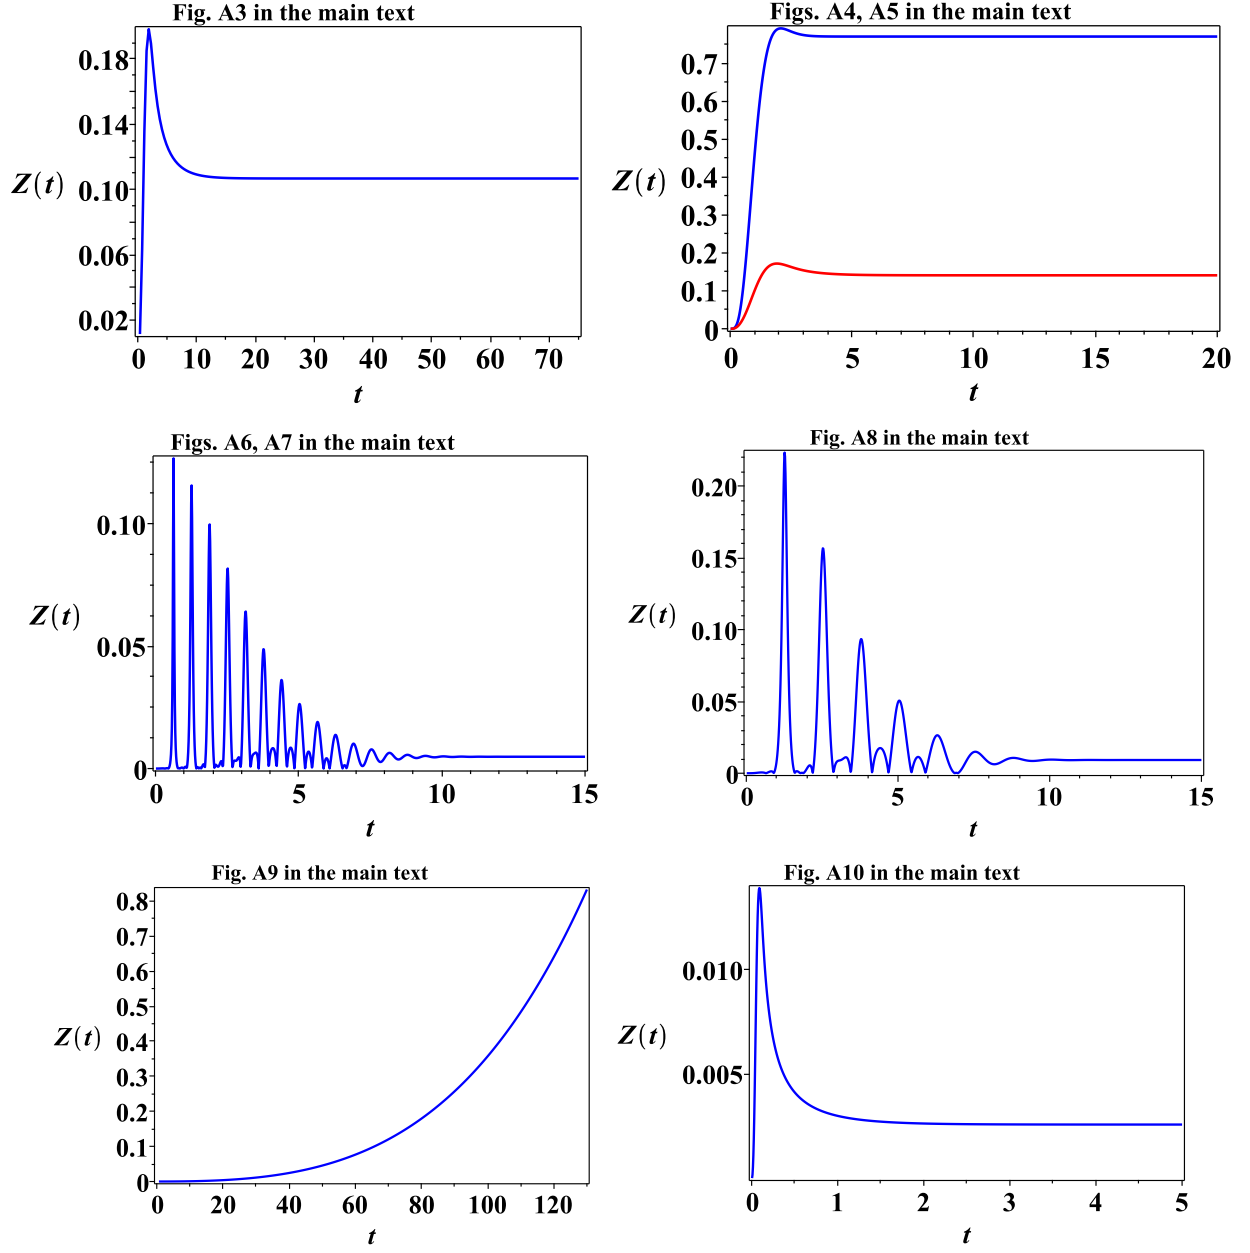 Fig. A3 in the main text
0.18
0.14
Z(t)
0.10
0.06
0.02
0 10 20 30 40 50 60 70
t
Figs. A4, A5 in the main text
0.7
0.6
0.5
0.4
Z(t)
0.3
0.2
0.1
0
0 5 10 15 20
t
Figs. A6, A7 in the main text
0.10
Z(t)
0.05
0
0 5 10 15
t
Fig. A8 in the main text
0.20
0.15
0.10
Z(t)
0.05
0
0 5 10 15
t
Fig. A9 in the main text
0.8
0.7
0.6
0.5
0.4
Z(t)
0.3
0.2
0.1
0
0 20 40 60 80 100 120
t
Fig. A10 in the main text
0.010
Z(t)
0.005
0 1 2 3 4 5
t